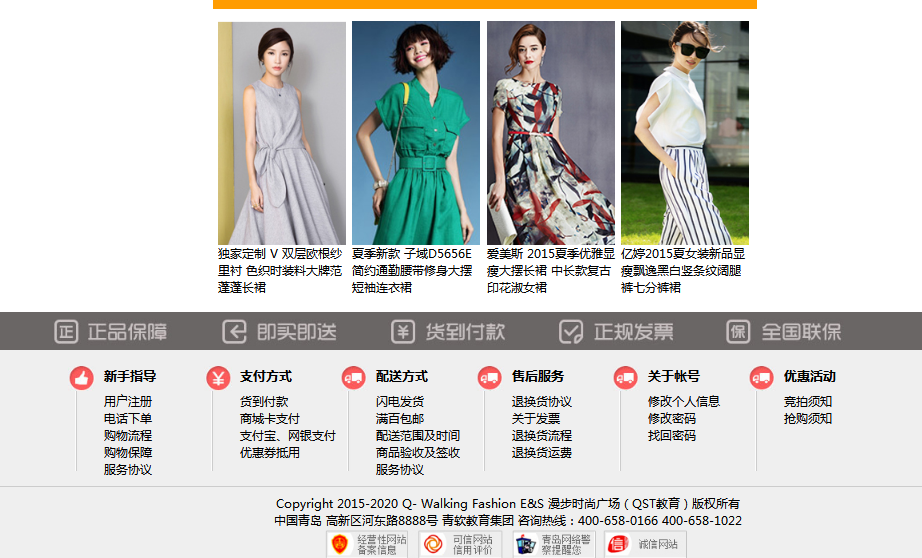 独家定制 V 双层欧根纱
里衬 色织时装料大牌范
蓬蓬长裙
夏季新款 子域D5656E
简约通勤腰带修身大摆
短袖连衣裙
爱美斯 2015夏季优雅显
瘦大摆长裙 中长款复古
印花淑女裙
亿婷2015夏女装新品显
瘦飘逸黑白竖条纹阔腿
裤七分裤裙
正 正品保障
即买即送
¥ 货到付款
正规发票
保 全国联保
新手指导
用户注册
电话下单
购物流程
购物保障
服务协议
¥ 支付方式
货到付款
商城卡支付
支付宝、网银支付
优惠券抵用
配送方式
闪电发货
满百包邮
配送范围及时间
商品验收及签收
服务协议
售后服务
退换货协议
关于发票
退换货流程
退换货运费
关于帐号
修改个人信息
修改密码
找回密码
优惠活动
竞拍须知
抢购须知
Copyright 2015-2020 Q- Walking Fashion E&S 漫步时尚广场 ( QST教育 ) 版权所有
中国青岛 高新区河东路8888号 青软教育集团 咨询热线：400-658-0166 400-658-1022
经营性网站
备案信息
可信网站
信用评价
青岛网络警
察提醒您
诚信网站